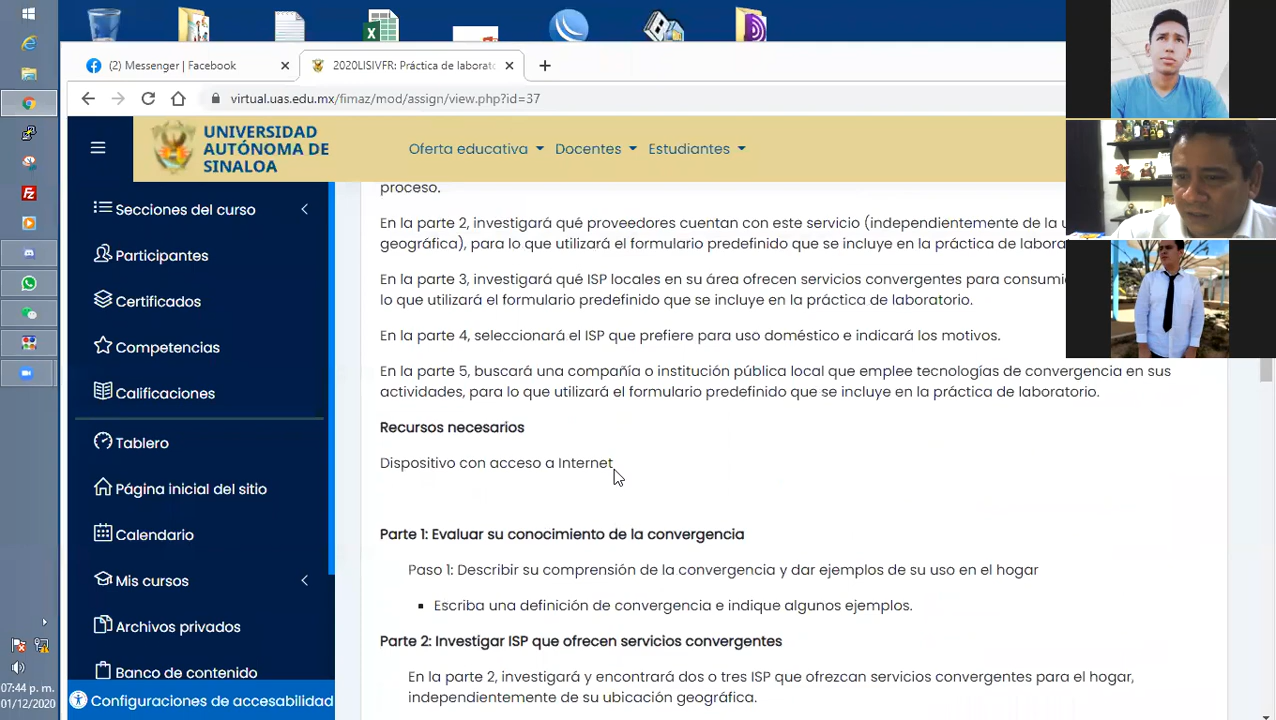 (2) Messenger | Facebook
2020LISIVFR: Práctica de laborato
virtual.uas.edu.mx/fimaz/mod/assign/view.php?id=37
UNIVERSIDAD
AUTÓNOMA DE
SINALOA
Oferta educativa
Docentes
Estudiantes
Secciones del curso
Participantes
Certificados
Competencias
Calificaciones
Tablero
Página inicial del sitio
Calendario
Mis cursos
Archivos privados
Banco de contenido
Configuraciones de accesabilidad
proceso.
En la parte 2, investigará qué proveedores cuentan con este servicio (independientemente de la u
geográfica), para lo que utilizará el formulario predefinido que se incluye en la práctica de labora
En la parte 3, investigará qué ISP locales en su área ofrecen servicios convergentes para consumi
lo que utilizará el formulario predefinido que se incluye en la práctica de laboratorio.
En la parte 4, seleccionará el ISP que prefiere para uso doméstico e indicará los motivos.
En la parte 5, buscará una compañía o institución pública local que emplee tecnologías de convergencia en sus
actividades, para lo que utilizará el formulario predefinido que se incluye en la práctica de laboratorio.
Recursos necesarios
Dispositivo con acceso a Internet
Parte 1: Evaluar su conocimiento de la convergencia
Paso 1: Describir su comprensión de la convergencia y dar ejemplos de su uso en el hogar
Escriba una definición de convergencia e indique algunos ejemplos.
Parte 2: Investigar ISP que ofrecen servicios convergentes
En la parte 2, investigará y encontrará dos o tres ISP que ofrezcan servicios convergentes para el hogar,
independientemente de su ubicación geográfica.
07:44 p. m.
01/12/2020